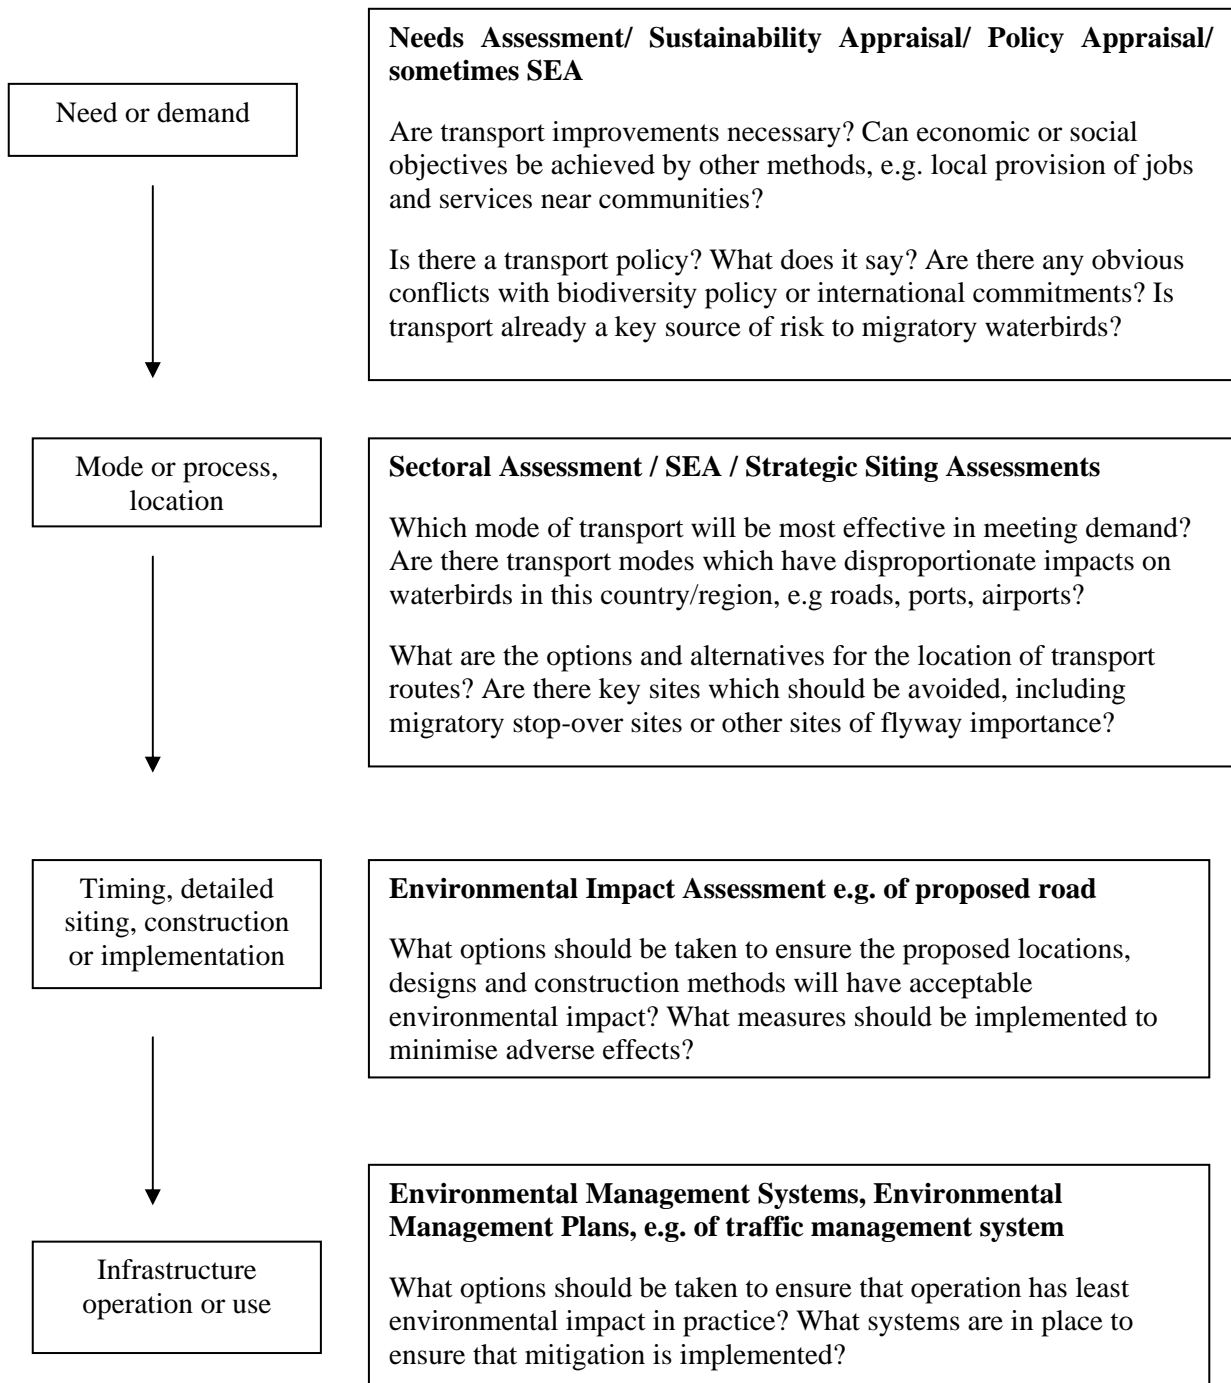 Need or demand
Needs Assessment/ Sustainability Appraisal/ Policy Appraisal/
sometimes SEA
Are transport improvements necessary? Can economic or social
objectives be achieved by other methods, e.g. local provision of jobs
and services near communities?
Is there a transport policy? What does it say? Are there any obvious
conflicts with biodiversity policy or international commitments? Is
transport already a key source of risk to migratory waterbirds?
Mode or process,
location
Sectoral Assessment / SEA / Strategic Siting Assessments
Which mode of transport will be most effective in meeting demand?
Are there transport modes which have disproportionate impacts on
waterbirds in this country/region, e.g roads, ports, airports?
What are the options and alternatives for the location of transport
routes? Are there key sites which should be avoided, including
migratory stop-over sites or other sites of flyway importance?
Timing, detailed
siting, construction
or implementation
Environmental Impact Assessment e.g. of proposed road
What options should be taken to ensure the proposed locations,
designs and construction methods will have acceptable
environmental impact? What measures should be implemented to
minimise adverse effects?
Infrastructure
operation or use
Environmental Management Systems, Environmental
Management Plans, e.g. of traffic management system
What options should be taken to ensure that operation has least
environmental impact in practice? What systems are in place to
ensure that mitigation is implemented?